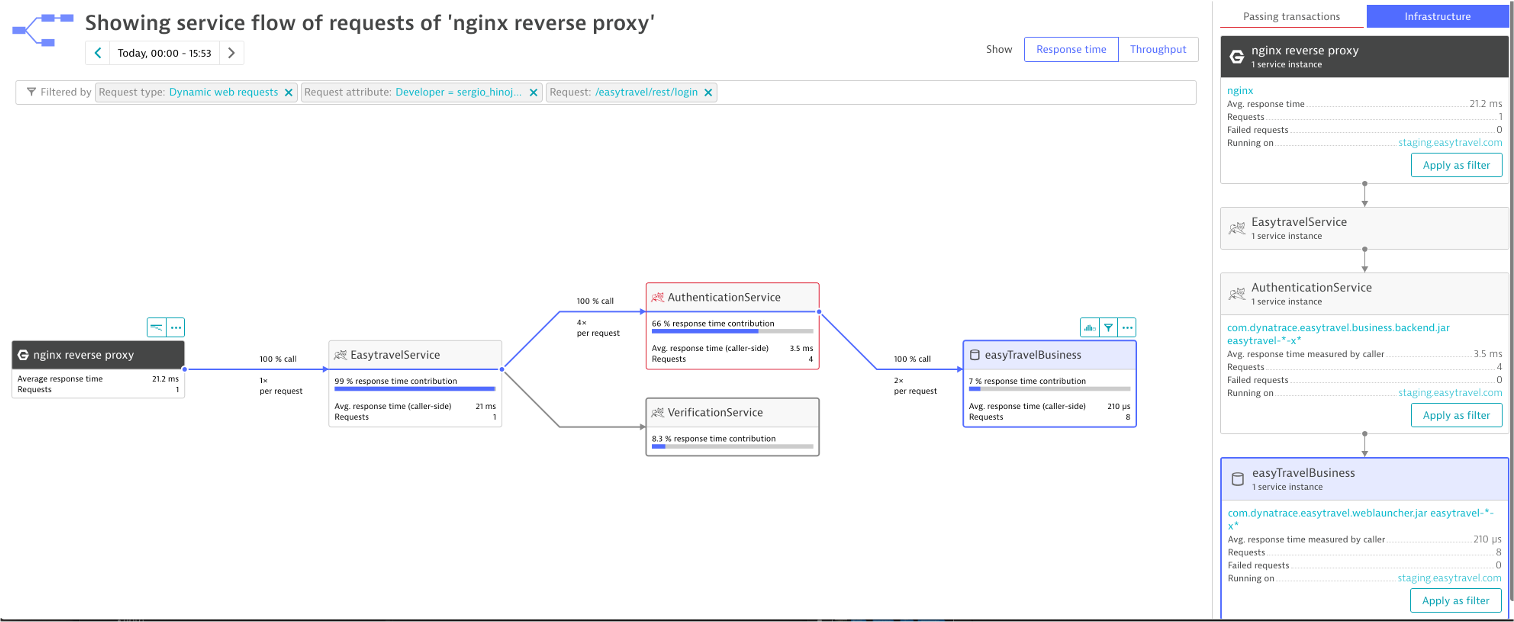 Showing service flow of requests of 'nginx reverse proxy'
Today, 00:00 - 15:53
Show
Response time
Throughput
Filtered by
Request type: Dynamic web requests
Request attribute: Developer = sergio_hinoj...
Request: /easytravel/rest/login
nginx reverse proxy
Average response time 21.2 ms
Requests 1
100 % call
1×
per request
EasytravelService
99 % response time contribution
Avg. response time (caller-side) 21 ms
Requests 1
100 % call
4×
per request
AuthenticationService
66 % response time contribution
Avg. response time (caller-side) 3.5 ms
Requests 4
VerificationService
8.3 % response time contribution
100 % call
2×
per request
easyTravelBusiness
7 % response time contribution
Avg. response time (caller-side) 210 µs
Requests 8
Passing transactions
Infrastructure
nginx reverse proxy
1 service instance
nginx
Avg. response time 21.2 ms
Requests 1
Failed requests 0
Running on staging.easytravel.com
Apply as filter
EasytravelService
1 service instance
AuthenticationService
1 service instance
com.dynatrace.easytravel.business.backend.jar
easytravel-*-x*
Avg. response time measured by caller 3.5 ms
Requests 4
Failed requests 0
Running on staging.easytravel.com
Apply as filter
easyTravelBusiness
1 service instance
com.dynatrace.easytravel.weblauncher.jar easytravel-*-
x*
Avg. response time measured by caller 210 µs
Requests 8
Failed requests 0
Running on staging.easytravel.com
Apply as filter